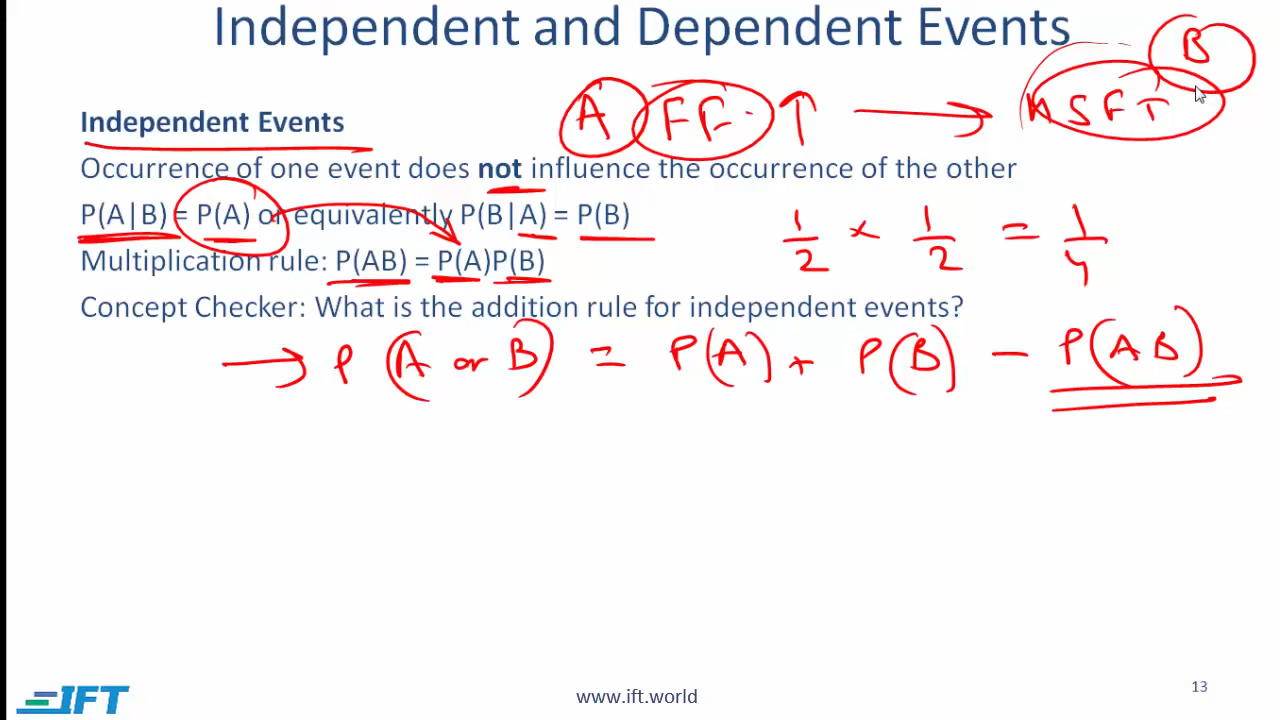 Independent and Dependent Events
B
A FF ↑ → MSFT
Independent Events
Occurrence of one event does not influence the occurrence of the other
P(A|B) = P(A) or equivalently P(B|A) = P(B)
1/2 × 1/2 = 1/4
Multiplication rule: P(AB) = P(A)P(B)
Concept Checker: What is the addition rule for independent events?
→ P (A or B) = P(A) + P(B) − P(AB)
IFT
www.ift.world
13